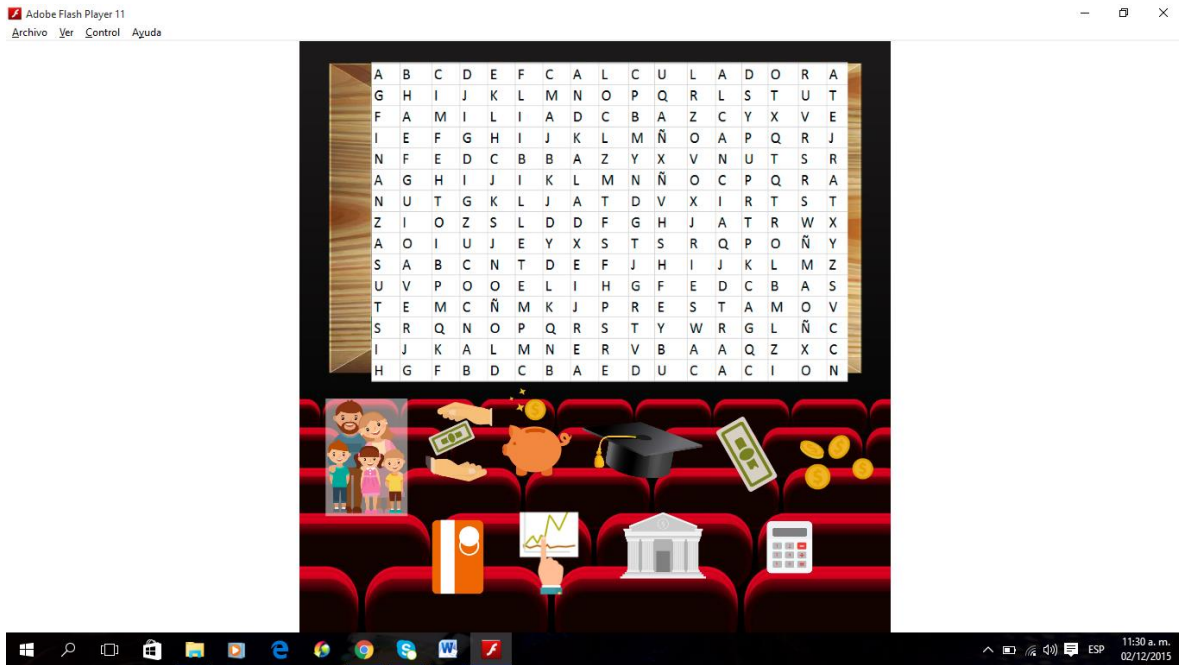 Adobe Flash Player 11
Archivo Ver Control Ayuda
A B C D E F C A L C U L A D O R A
G H I J K L M N O P Q R L S T U T
F A M I L I A D C B A Z C Y X V E
I E F G H I J K L M Ñ O A P Q R J
N F E D C B B A Z Y X V N U T S R
A G H I J I K L M N Ñ O C P Q R A
N U T G K L J A T D V X I R T S T
Z I O Z S L D D F G H J A T R W X
A O I U J E Y X S T S R Q P O Ñ Y
S A B C N T D E F J H I J K L M Z
U V P O O E L I H G F E D C B A S
T E M C Ñ M K J P R E S T A M O V
S R Q N O P Q R S T Y W R G L Ñ C
I J K A L M N E R V B A A Q Z X C
H G F B D C B A E D U C A C I O N
ESP
11:30 a. m.
02/12/2015